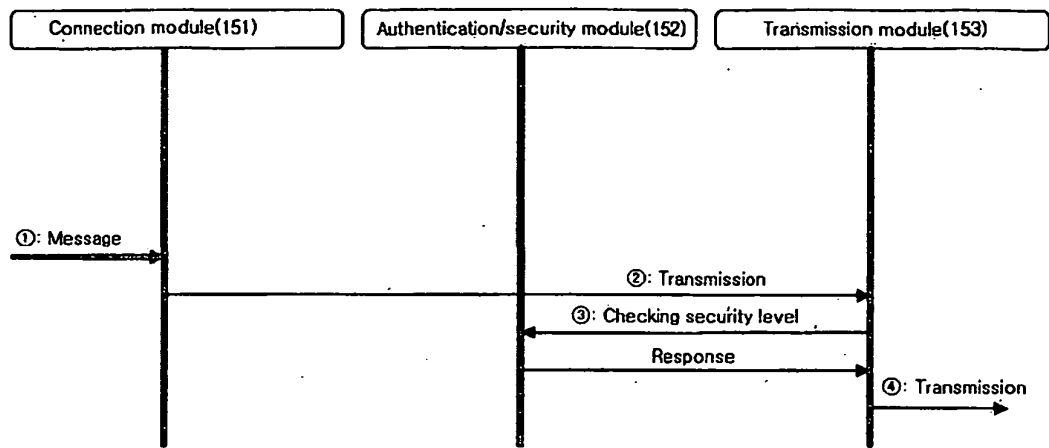 Connection module(151)
Authentication/security module(152)
Transmission module(153)
①: Message
②: Transmission
③: Checking security level
Response
④: Transmission